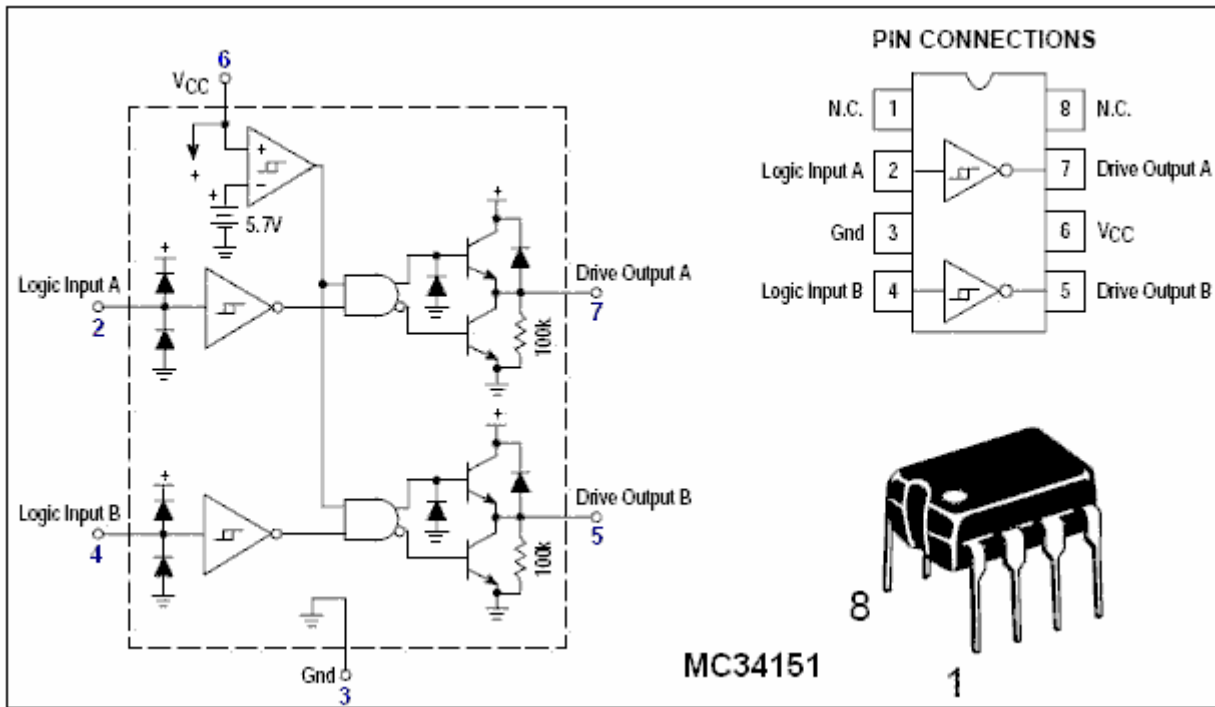 6
VCC
+
-
+
+
5.7V
+
+
Logic Input A
2
Drive Output A
7
100k
+
+
Logic Input B
4
Drive Output B
5
100k
Gnd
3
PIN CONNECTIONS
N.C. 1 8 N.C.
Logic Input A 2 7 Drive Output A
Gnd 3 6 VCC
Logic Input B 4 5 Drive Output B
8
MC34151
1